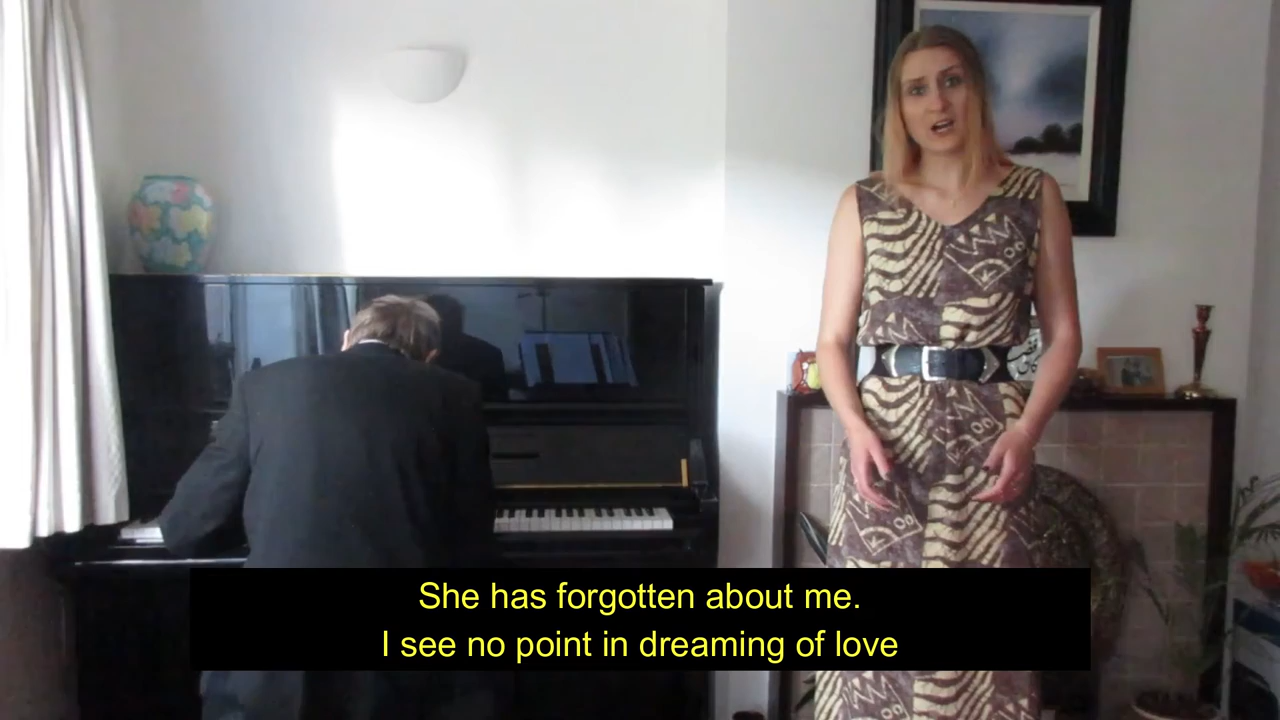 She has forgotten about me.
I see no point in dreaming of love